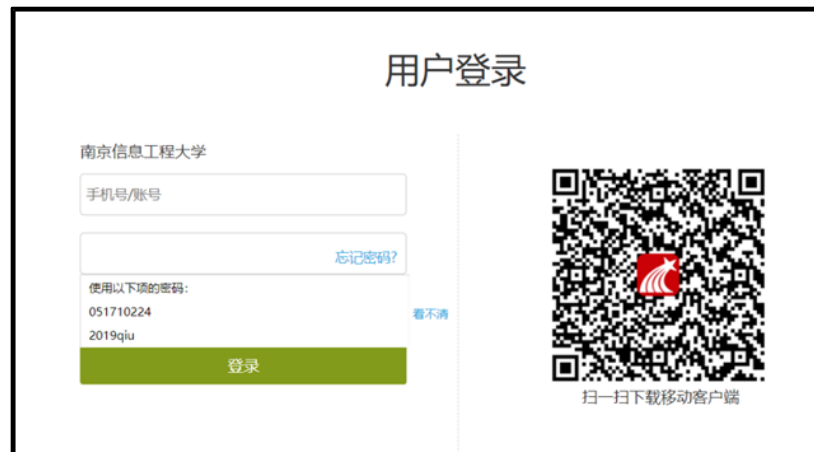 用户登录
南京信息工程大学
手机号/账号
忘记密码?
使用以下项的密码:
051710224
看不清
2019qiu
登录
扫一扫下载移动客户端